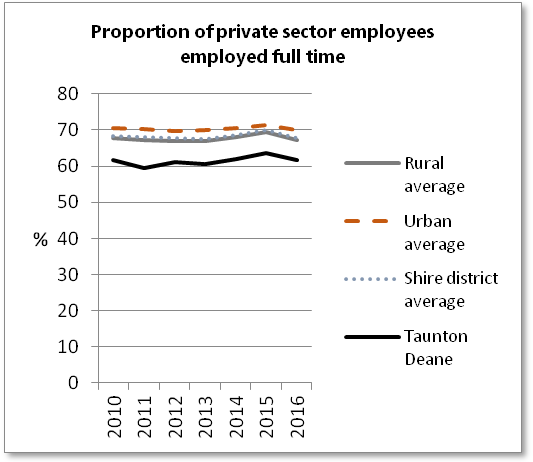 Proportion of private sector employees
employed full time
%
80
70
60
50
40
30
20
10
0
2010
2011
2012
2013
2014
2015
2016
Rural
average
Urban
average
Shire district
average
Taunton
Deane